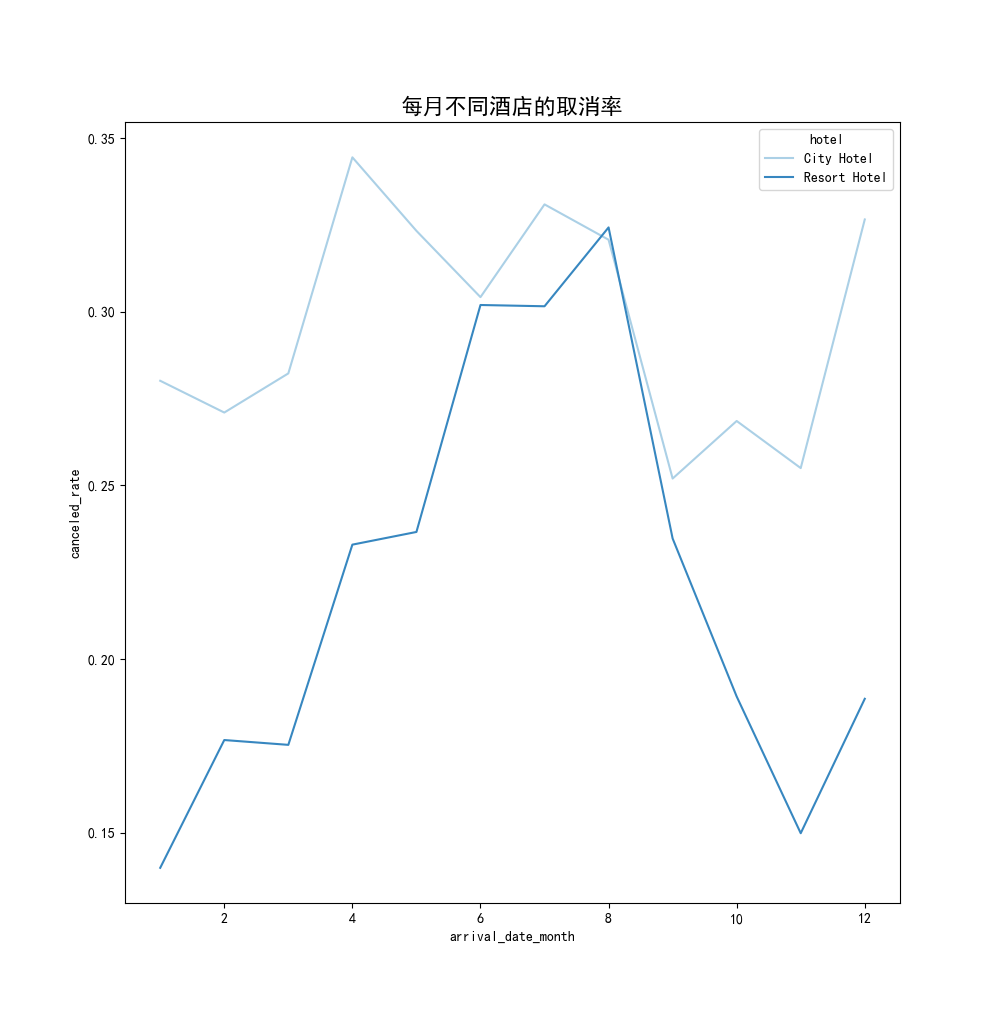 每月不同酒店的取消率
hotel
City Hotel
Resort Hotel
0.35
0.30
0.25
0.20
0.15
canceled_rate
2 4 6 8 10 12
arrival_date_month